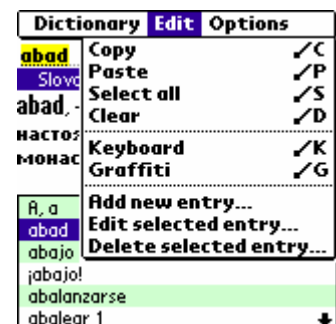 Dictionary Edit Options
abad
Slovo
abad, -
настоя
монас
Copy /C
Paste /P
Select all /S
Clear /D
Keyboard /K
Graffiti /G
Add new entry...
Edit selected entry...
Delete selected entry...
A, a
abad
abajo
¡abajo!
abalanzarse
abalear 1